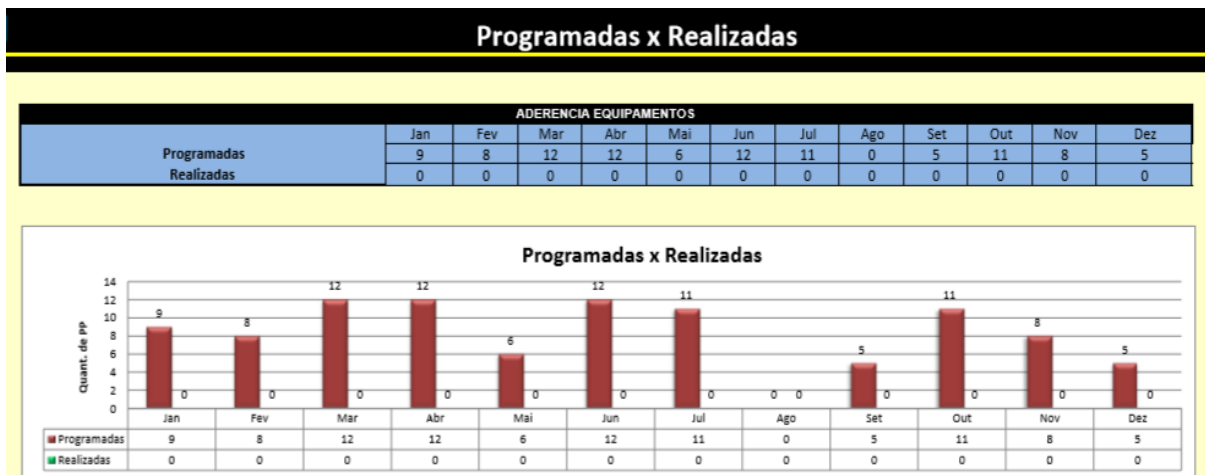 Programadas x Realizadas
ADERENCIA EQUIPAMENTOS
Jan Fev Mar Abr Mai Jun Jul Ago Set Out Nov Dez
Programadas 9 8 12 12 6 12 11 0 5 11 8 5
Realizadas 0 0 0 0 0 0 0 0 0 0 0 0
Programadas x Realizadas
Quant. de PP
14
12
10
8
6
4
2
0
9 0 8 0 12 0 12 0 6 0 12 0 11 0 0 0 5 0 11 0 8 0 5 0
Jan Fev Mar Abr Mai Jun Jul Ago Set Out Nov Dez
Programadas 9 8 12 12 6 12 11 0 5 11 8 5
Realizadas 0 0 0 0 0 0 0 0 0 0 0 0